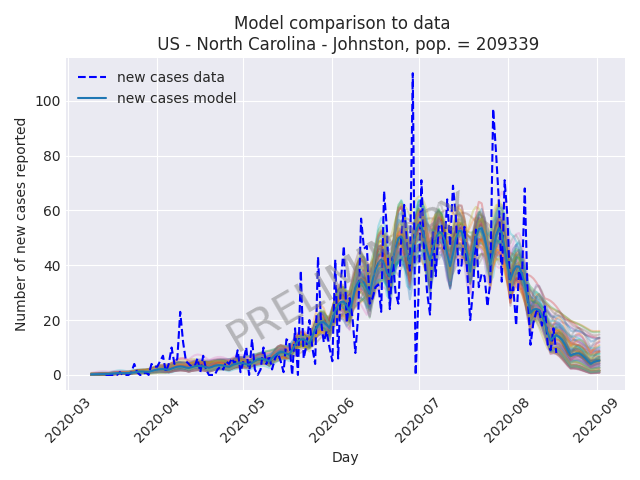 Model comparison to data
US - North Carolina - Johnston, pop. = 209339
new cases data
new cases model
Number of new cases reported
100
80
60
40
20
0
2020-03
2020-04
2020-05
2020-06
2020-07
2020-08
2020-09
Day